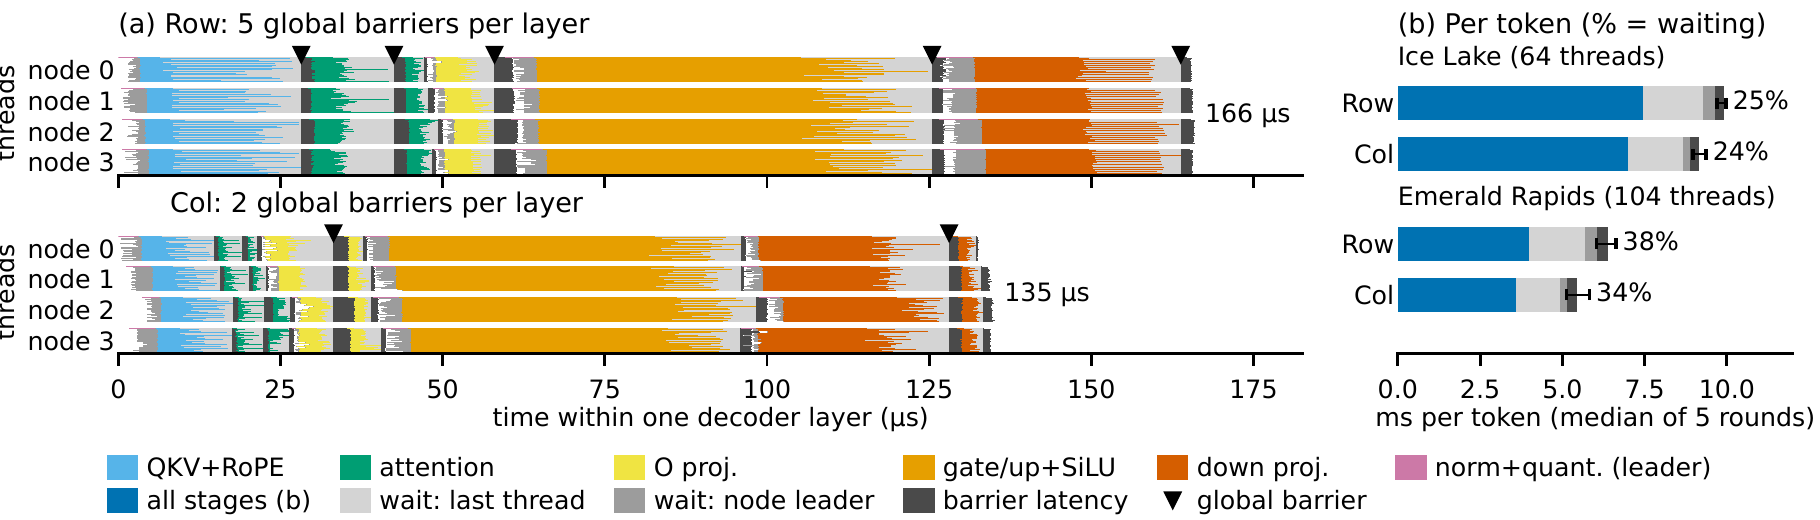 (a) Row: 5 global barriers per layer
threads
node 0
node 1
node 2
node 3
166 µs
Col: 2 global barriers per layer
threads
node 0
node 1
node 2
node 3
135 µs
0 25 50 75 100 125 150 175
time within one decoder layer (µs)
(b) Per token (% = waiting)
Ice Lake (64 threads)
Row 25%
Col 24%
Emerald Rapids (104 threads)
Row 38%
Col 34%
0.0 2.5 5.0 7.5 10.0
ms per token (median of 5 rounds)
QKV+RoPE attention O proj. gate/up+SiLU down proj. norm+quant. (leader)
all stages (b) wait: last thread wait: node leader barrier latency global barrier